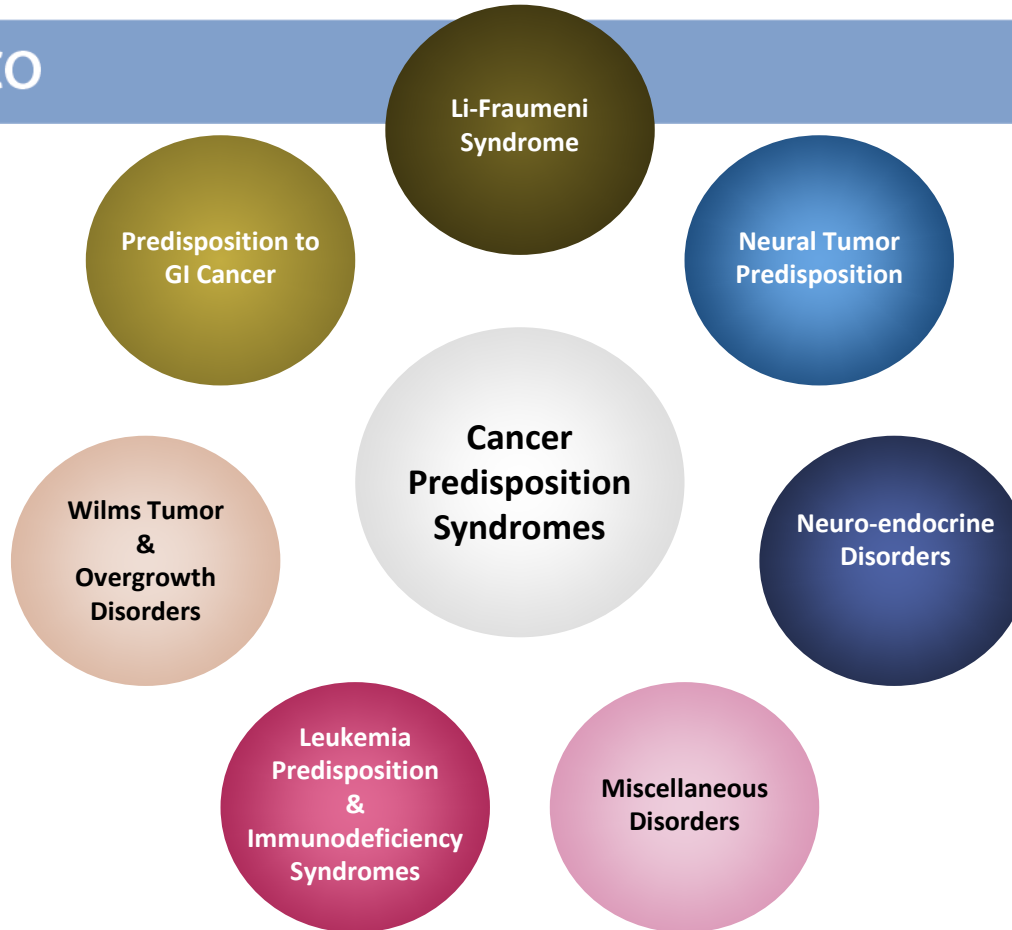 Li-Fraumeni
Syndrome
Predisposition to
GI Cancer
Neural Tumor
Predisposition
Cancer
Predisposition
Syndromes
Wilms Tumor
&
Overgrowth
Disorders
Neuro-endocrine
Disorders
Leukemia
Predisposition
&
Immunodeficiency
Syndromes
Miscellaneous
Disorders